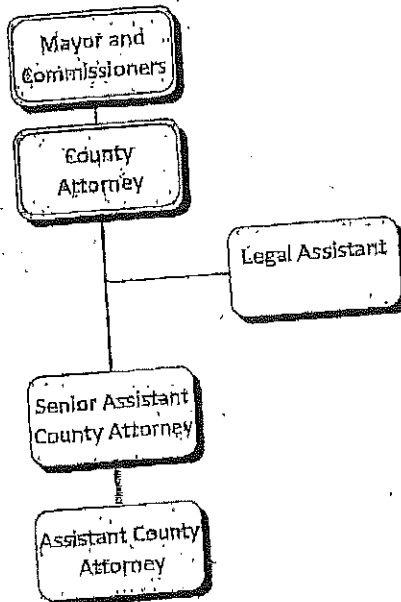 Mayor and
Commissioners
County
Attorney
Legal Assistant
Senior Assistant
County Attorney
Assistant County
Attorney